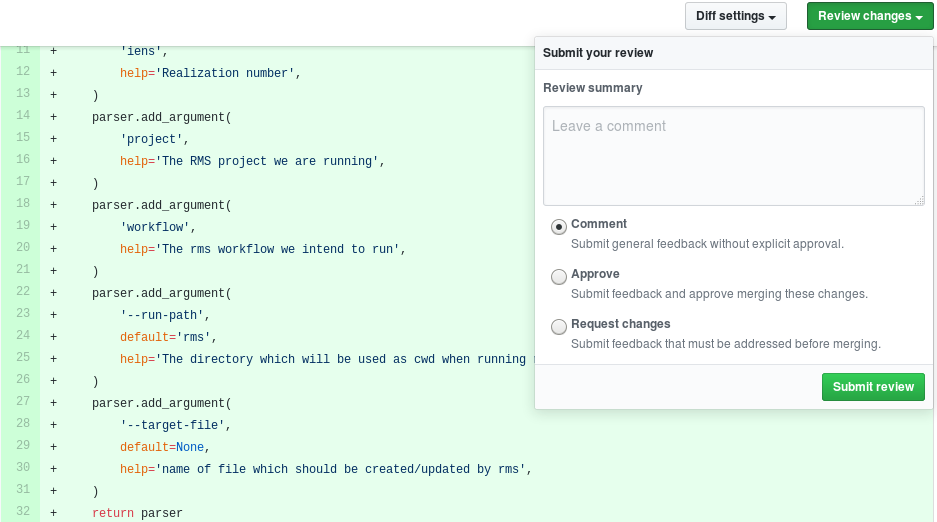 Diff settings
Review changes
11 + 'iens',
12 + help='Realization number',
13 + )
14 + parser.add_argument(
15 + 'project',
16 + help='The RMS project we are running',
17 + )
18 + parser.add_argument(
19 + 'workflow',
20 + help='The rms workflow we intend to run',
21 + )
22 + parser.add_argument(
23 + '--run-path',
24 + default='rms',
25 + help='The directory which will be used as cwd when running
26 + )
27 + parser.add_argument(
28 + '--target-file',
29 + default=None,
30 + help='name of file which should be created/updated by rms',
31 + )
32 + return parser
Submit your review
Review summary
Leave a comment
Comment
Submit general feedback without explicit approval.
Approve
Submit feedback and approve merging these changes.
Request changes
Submit feedback that must be addressed before merging.
Submit review